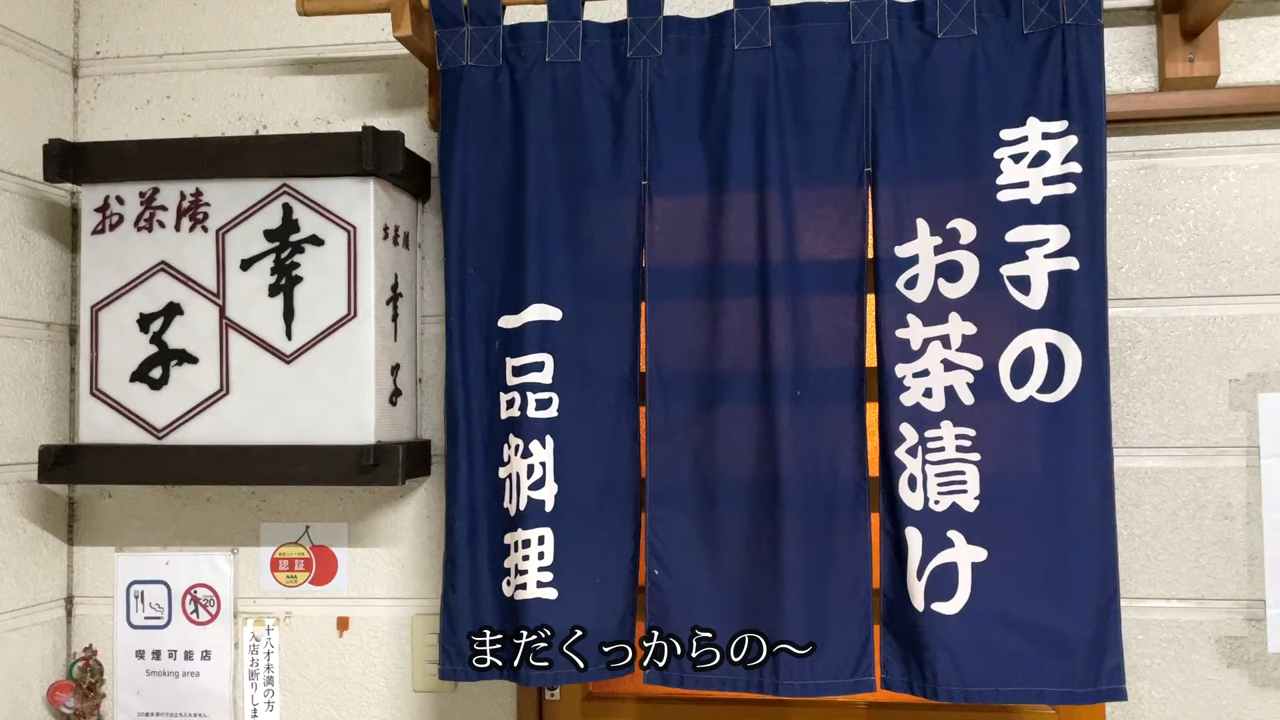 幸子の
お茶漬け
一品料理
お茶漬
幸
子
お茶漬
幸子
認証
喫煙可能店
Smoking area
十八才未満の方
入店お断りしま
まだくっからの〜